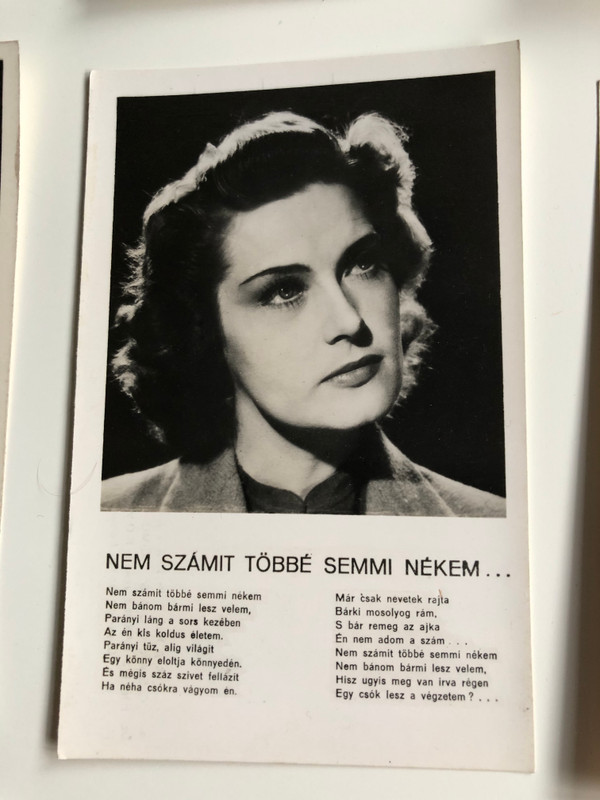 NEM SZÁMIT TÖBBÉ SEMMI NÉKEM...
Nem számit többé semmi nékem
Nem bánom bármi lesz velem,
Parányi láng a sors kezében
Az én kis koldus életem.
Parányi tüz, alig világit
Egy könny eloltja könnyedén.
És mégis száz szivet fellázit
Ha néha csókra vágyom én.
Már csak nevetek rajta
Bárki mosolyog rám,
S bár remeg az ajka
Én nem adom a szám...
Nem számit többé semmi nékem
Nem bánom bármi lesz velem,
Hisz ugyis meg van irva régen
Egy csók lesz a végzetem?...